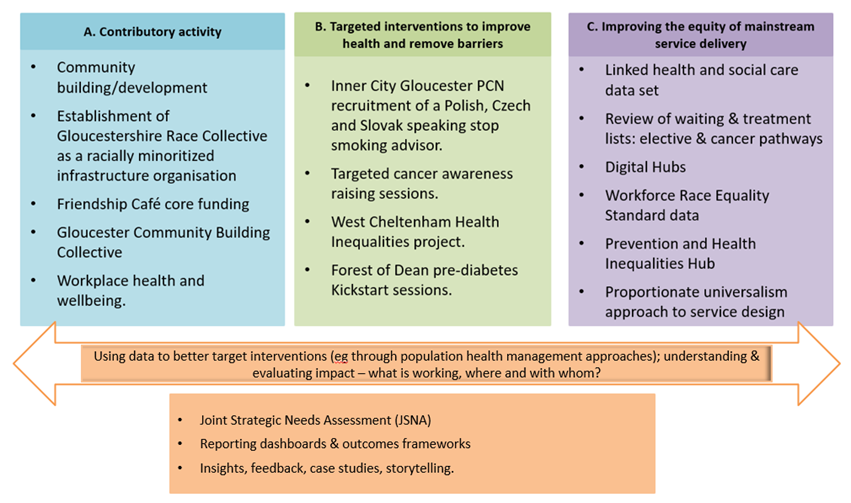 A. Contributory activity
• Community
building/development
• Establishment of
Gloucestershire Race Collective
as a racially minoritized
infrastructure organisation
• Friendship Café core funding
• Gloucester Community Building
Collective
• Workplace health and
wellbeing.
B. Targeted interventions to improve
health and remove barriers
• Inner City Gloucester PCN
recruitment of a Polish, Czech
and Slovak speaking stop
smoking advisor.
• Targeted cancer awareness
raising sessions.
• West Cheltenham Health
Inequalities project.
• Forest of Dean pre-diabetes
Kickstart sessions.
C. Improving the equity of mainstream
service delivery
• Linked health and social care
data set
• Review of waiting & treatment
lists: elective & cancer pathways
• Digital Hubs
• Workforce Race Equality
Standard data
• Prevention and Health
Inequalities Hub
• Proportionate universalism
approach to service design
Using data to better target interventions (eg through population health management approaches); understanding &
evaluating impact – what is working, where and with whom?
• Joint Strategic Needs Assessment (JSNA)
• Reporting dashboards & outcomes frameworks
• Insights, feedback, case studies, storytelling.